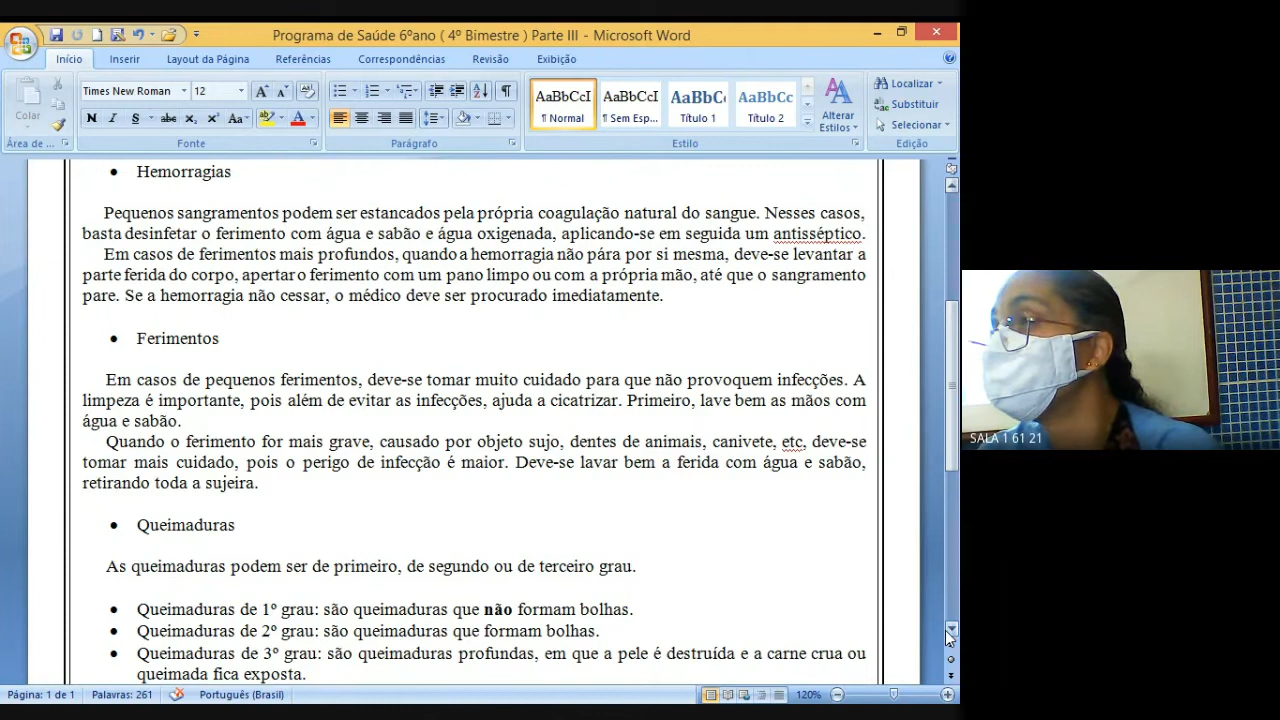 Programa de Saúde 6ºano ( 4º Bimestre ) Parte III - Microsoft Word
Início Inserir Layout da Página Referências Correspondências Revisão Exibição
Colar
Times New Roman 12
N I S abc x₂ x² Aa
AaBbCcI AaBbCcI AaBbC AaBbCc
¶ Normal ¶ Sem Esp... Título 1 Título 2
Alterar Estilos
Localizar
Substituir
Selecionar
Área de ... Fonte Parágrafo Estilo Edição
• Hemorragias
Pequenos sangramentos podem ser estancados pela própria coagulação natural do sangue. Nesses casos,
basta desinfetar o ferimento com água e sabão e água oxigenada, aplicando-se em seguida um antisséptico.
Em casos de ferimentos mais profundos, quando a hemorragia não pára por si mesma, deve-se levantar a
parte ferida do corpo, apertar o ferimento com um pano limpo ou com a própria mão, até que o sangramento
pare. Se a hemorragia não cessar, o médico deve ser procurado imediatamente.
• Ferimentos
Em casos de pequenos ferimentos, deve-se tomar muito cuidado para que não provoquem infecções. A
limpeza é importante, pois além de evitar as infecções, ajuda a cicatrizar. Primeiro, lave bem as mãos com
água e sabão.
Quando o ferimento for mais grave, causado por objeto sujo, dentes de animais, canivete, etc, deve-se
tomar mais cuidado, pois o perigo de infecção é maior. Deve-se lavar bem a ferida com água e sabão,
retirando toda a sujeira.
• Queimaduras
As queimaduras podem ser de primeiro, de segundo ou de terceiro grau.
• Queimaduras de 1º grau: são queimaduras que não formam bolhas.
• Queimaduras de 2º grau: são queimaduras que formam bolhas.
• Queimaduras de 3º grau: são queimaduras profundas, em que a pele é destruída e a carne crua ou
queimada fica exposta.
SALA 1 61 21
Página: 1 de 1 Palavras: 261 Português (Brasil) 120%